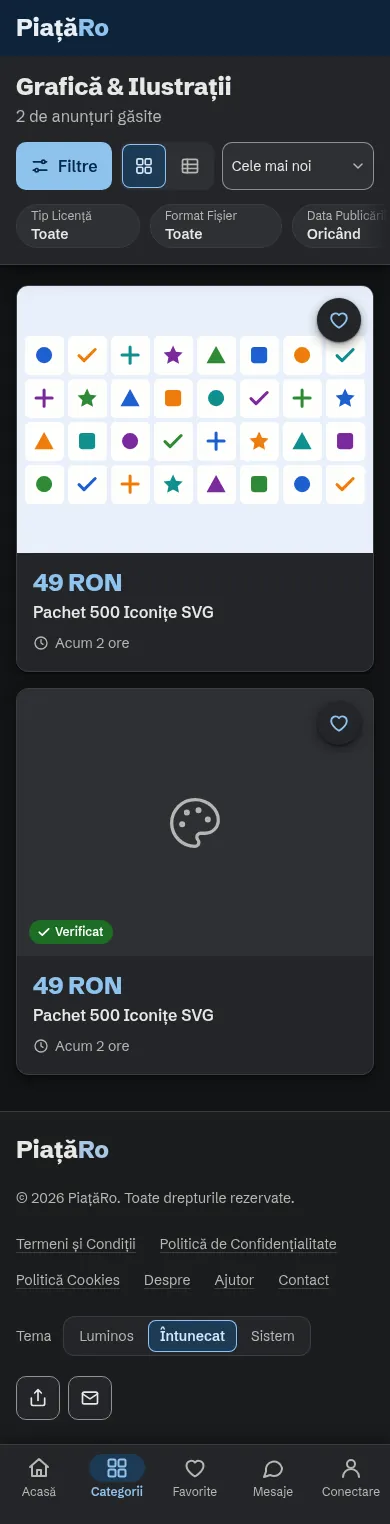 PiațăRo
Grafică & Ilustrații
2 de anunțuri găsite
Filtre
Cele mai noi
Tip Licență
Toate
Format Fișier
Toate
Data Publicări
Oricând
49 RON
Pachet 500 Iconițe SVG
Acum 2 ore
Verificat
49 RON
Pachet 500 Iconițe SVG
Acum 2 ore
PiațăRo
© 2026 PiațăRo. Toate drepturile rezervate.
Termeni și Condiții Politică de Confidențialitate
Politică Cookies Despre Ajutor Contact
Tema Luminos Întunecat Sistem
Acasă Categorii Favorite Mesaje Conectare